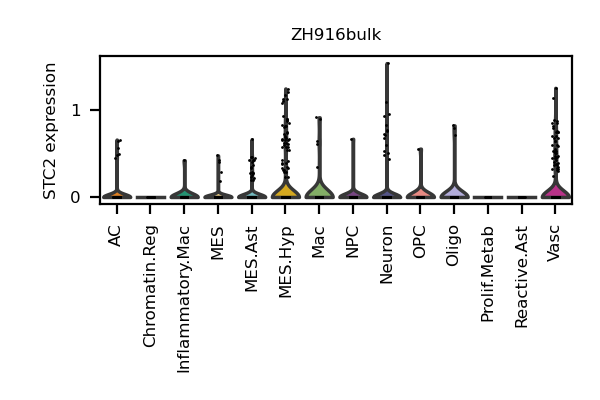 ZH916bulk
STC2 expression
1
0
AC
Chromatin.Reg
Inflammatory.Mac
MES
MES.Ast
MES.Hyp
Mac
NPC
Neuron
OPC
Oligo
Prolif.Metab
Reactive.Ast
Vasc